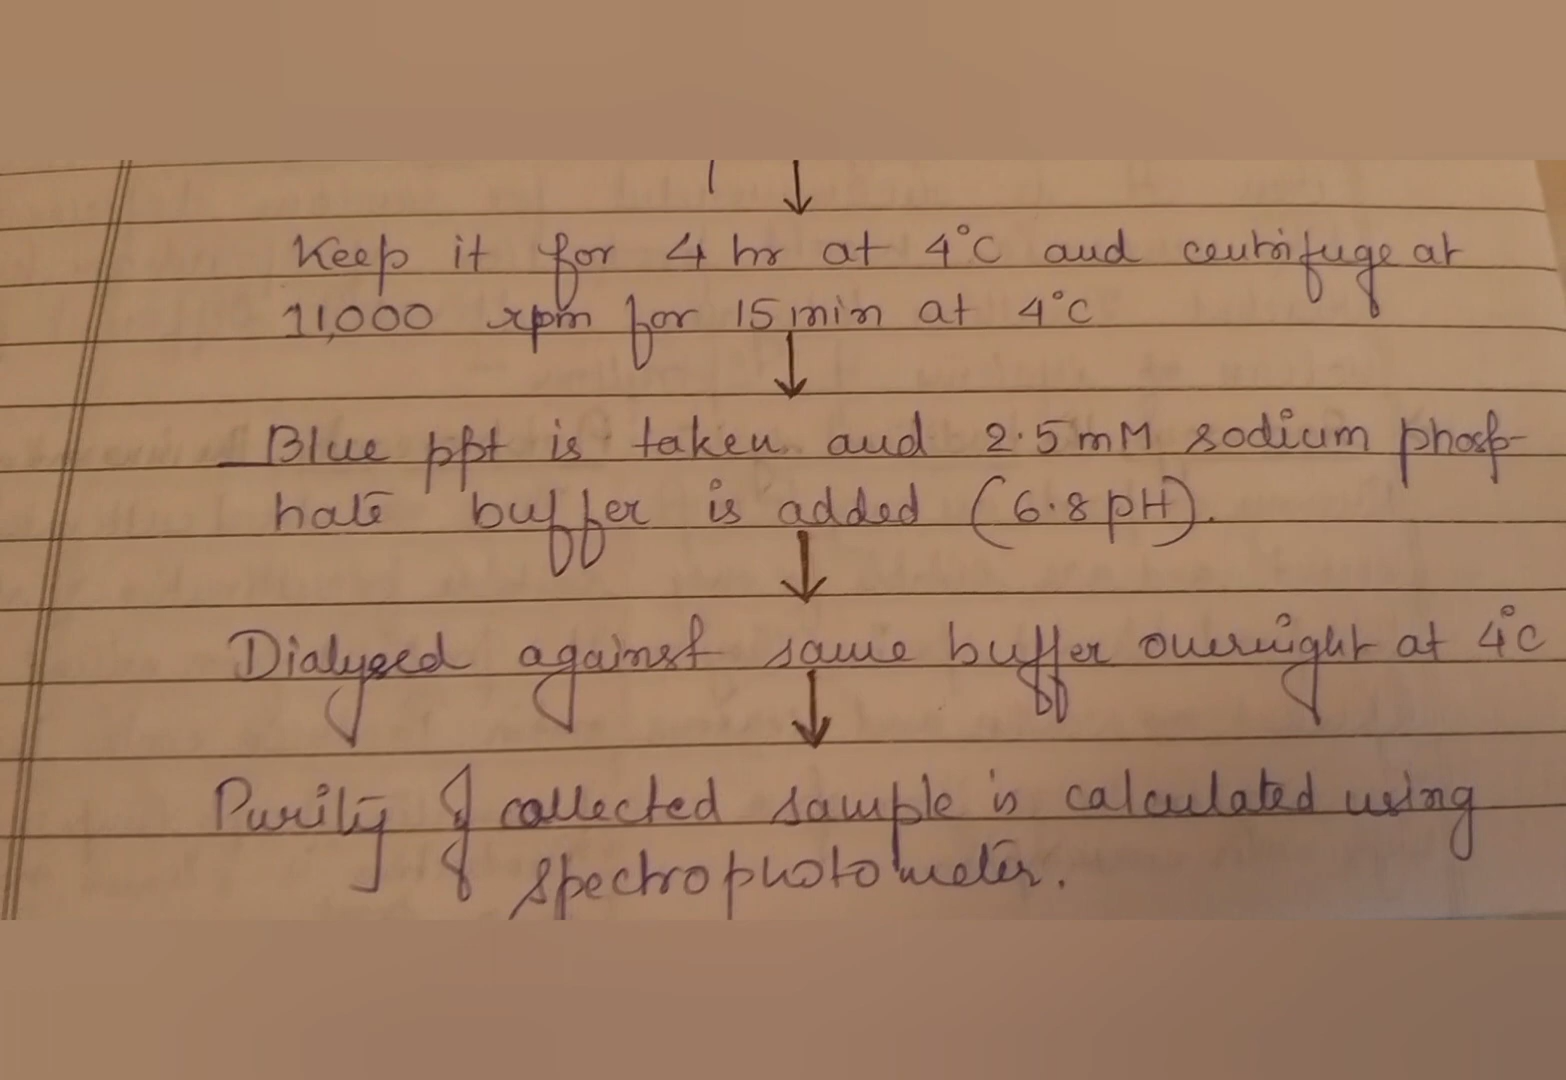 Keep it for 4 hr at 4°C and centrifuge at
11,000 rpm for 15 min at 4°C
Blue ppt is taken and 2.5 mM sodium phosp-
hate buffer is added (6.8 pH).
Dialysed against same buffer overnight at 4°C
Purity of collected sample is calculated using
spectrophotometer.